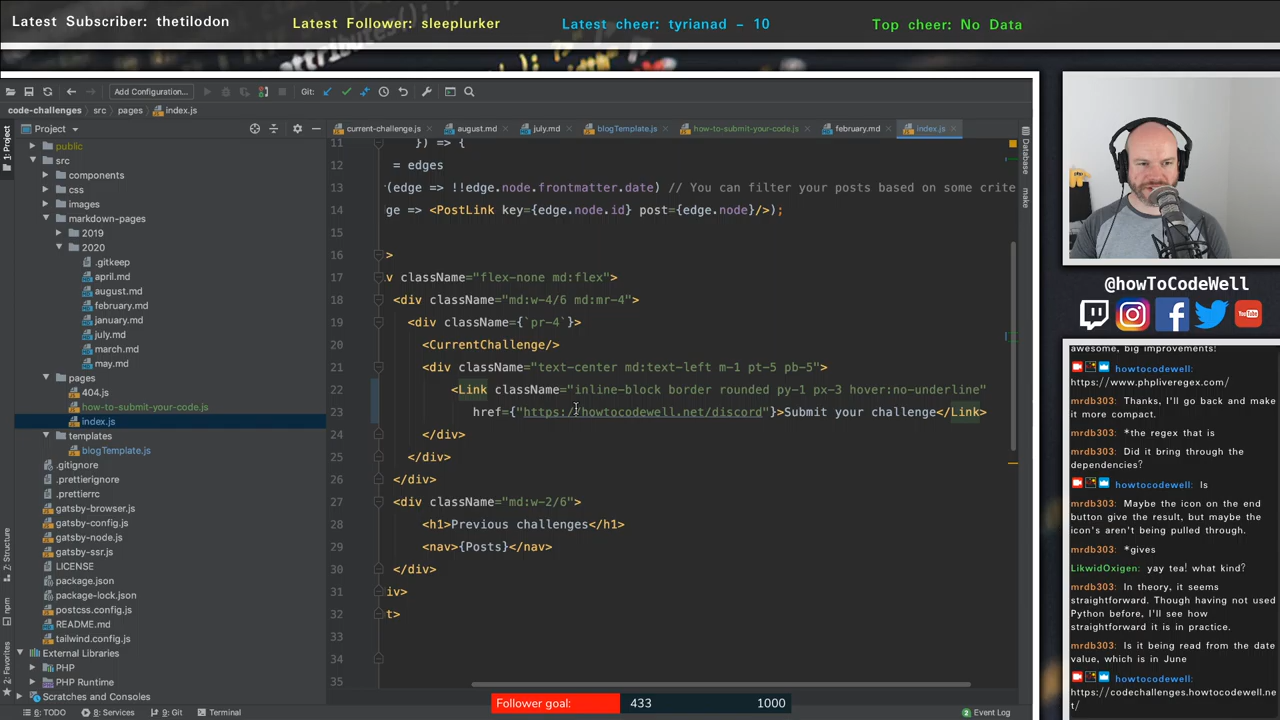 Latest Subscriber: thetilodon
Latest Follower: sleeplurker
Latest cheer: tyrianad - 10
Top cheer: No Data
Add Configuration...
Git:
code-challenges
src
pages
index.js
Project
current-challenge.js
august.md
july.md
blogTemplate.js
how-to-submit-your-code.js
february.md
index.js
1: Project
7: Structure
npm
2: Favorites
Database
make
public
src
components
css
images
markdown-pages
2019
2020
.gitkeep
april.md
august.md
february.md
january.md
july.md
march.md
may.md
pages
404.js
how-to-submit-your-code.js
index.js
templates
blogTemplate.js
.gitignore
.prettierignore
.prettierrc
gatsby-browser.js
gatsby-config.js
gatsby-node.js
gatsby-ssr.js
LICENSE
package.json
package-lock.json
postcss.config.js
README.md
tailwind.config.js
External Libraries
PHP
PHP Runtime
Scratches and Consoles
11 }) => {
12 = edges
13 (edge => !!edge.node.frontmatter.date) // You can filter your posts based on some crite
14 ge => <PostLink key={edge.node.id} post={edge.node}/>);
15
16 >
17 v className="flex-none md:flex">
18 <div className="md:w-4/6 md:mr-4">
19 <div className={`pr-4`}>
20 <CurrentChallenge/>
21 <div className="text-center md:text-left m-1 pt-5 pb-5">
22 <Link className="inline-block border rounded py-1 px-3 hover:no-underline"
23 href={"https://howtocodewell.net/discord"}>Submit your challenge</Link>
24 </div>
25 </div>
26 </div>
27 <div className="md:w-2/6">
28 <h1>Previous challenges</h1>
29 <nav>{Posts}</nav>
30 </div>
31 iv>
32 t>
34
35
6: TODO
8: Services
9: Git
Terminal
Event Log
Follower goal:
433
1000
@howToCodeWell
You Tube
awesome, big improvements!
howtocodewell:
https://www.phpliveregex.com/
mrdb303: Thanks, I'll go back and make
it more compact.
mrdb303: *the regex that is
mrdb303: Did it bring through the
dependencies?
howtocodewell: Is
mrdb303: Maybe the icon on the end
button give the result, but maybe the
icon's aren't being pulled through.
mrdb303: *gives
LikwidOxigen: yay tea! what kind?
mrdb303: In theory, it seems
straightforward. Though having not used
Python before, I'll see how
straightforward it is in practice.
mrdb303: Is it being read from the date
value, which is in June
howtocodewell:
https://codechallenges.howtocodewell.ne
t/